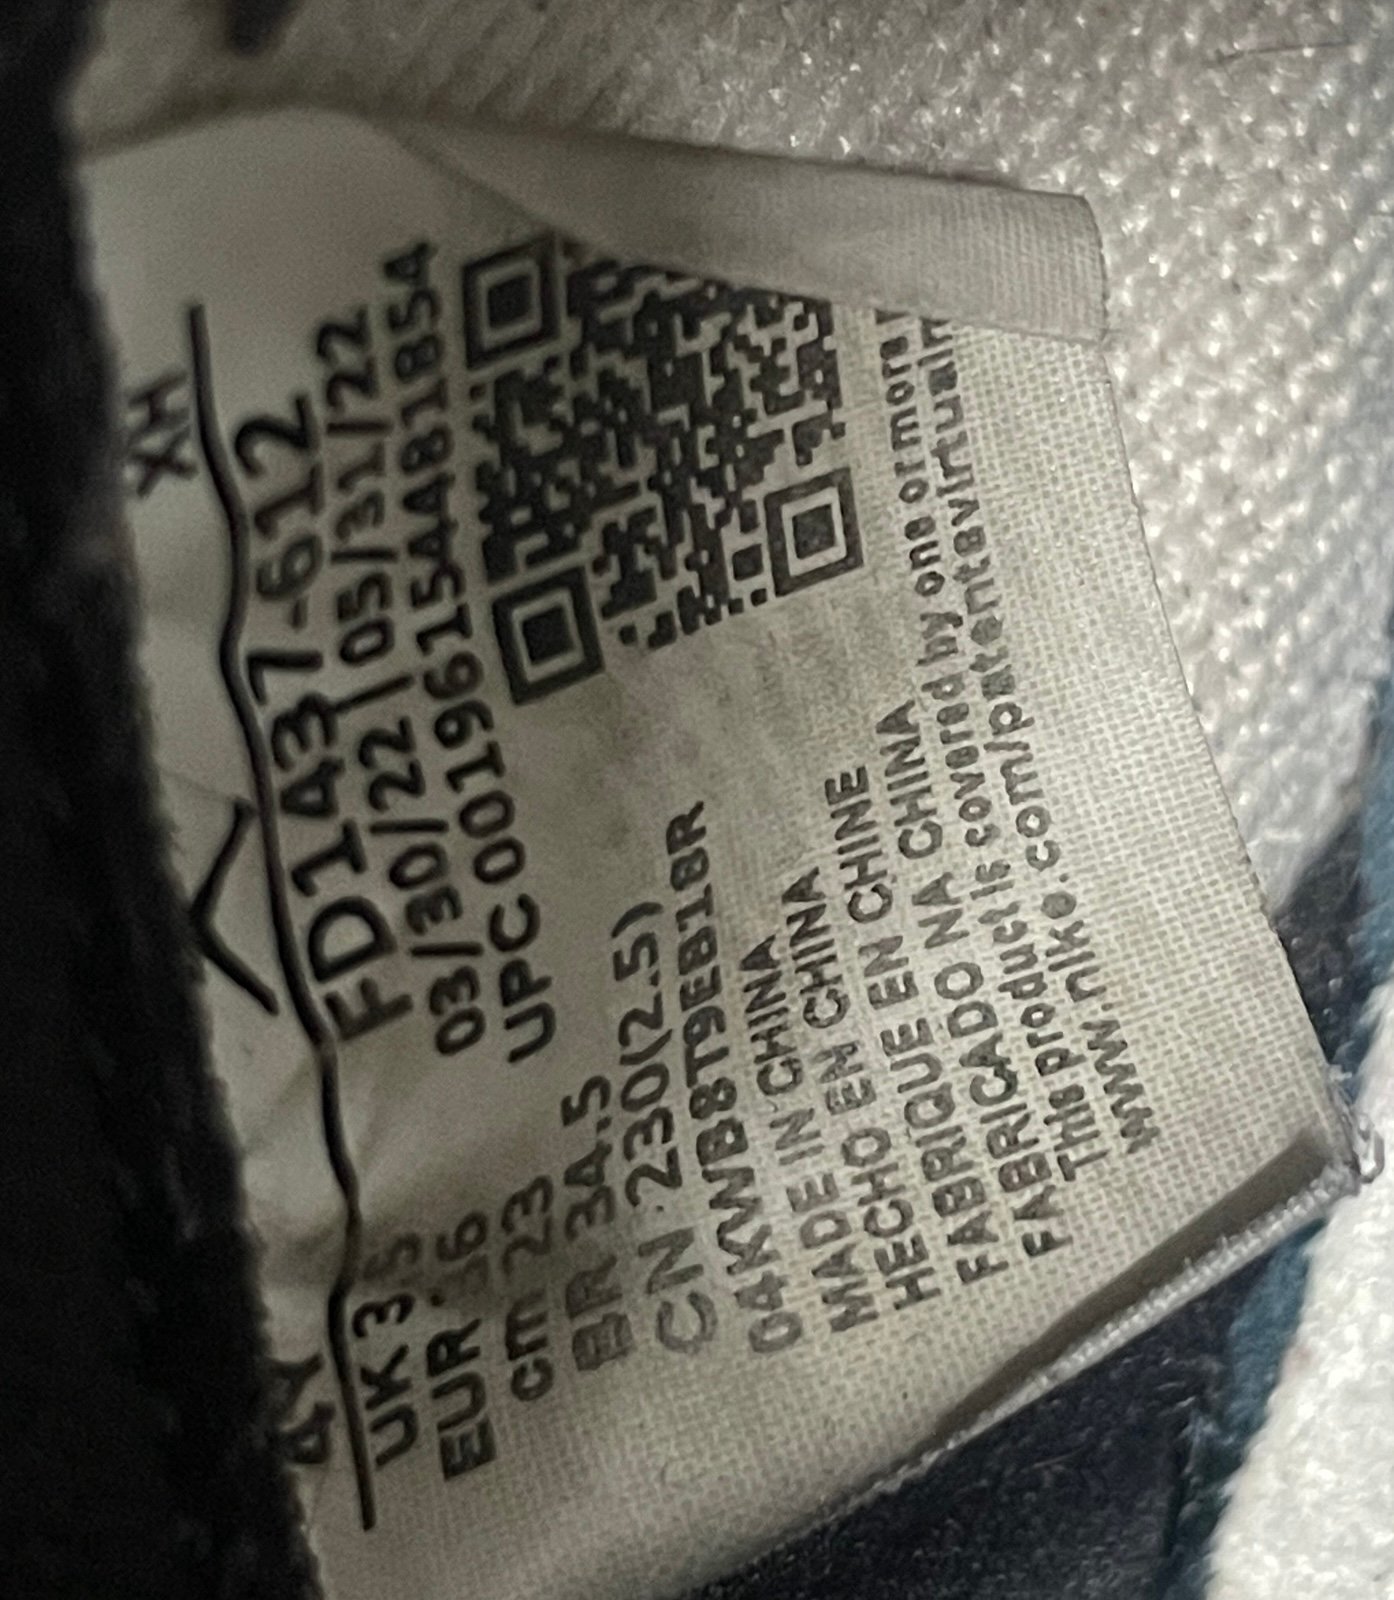 4Y
XH
UK 3.5
EUR 36
cm 23
BR 34.5
CN 230(2.5)
04KWB8T9EB18R
FD1437-612
03/30/22 | 05/31/22
UPC 00196154481854
MADE IN CHINA
HECHO EN CHINA
FABRIQUE EN CHINE
FABRICADO NA CHINA
This product is covered by one or more
www.nike.com/patentevirtualm